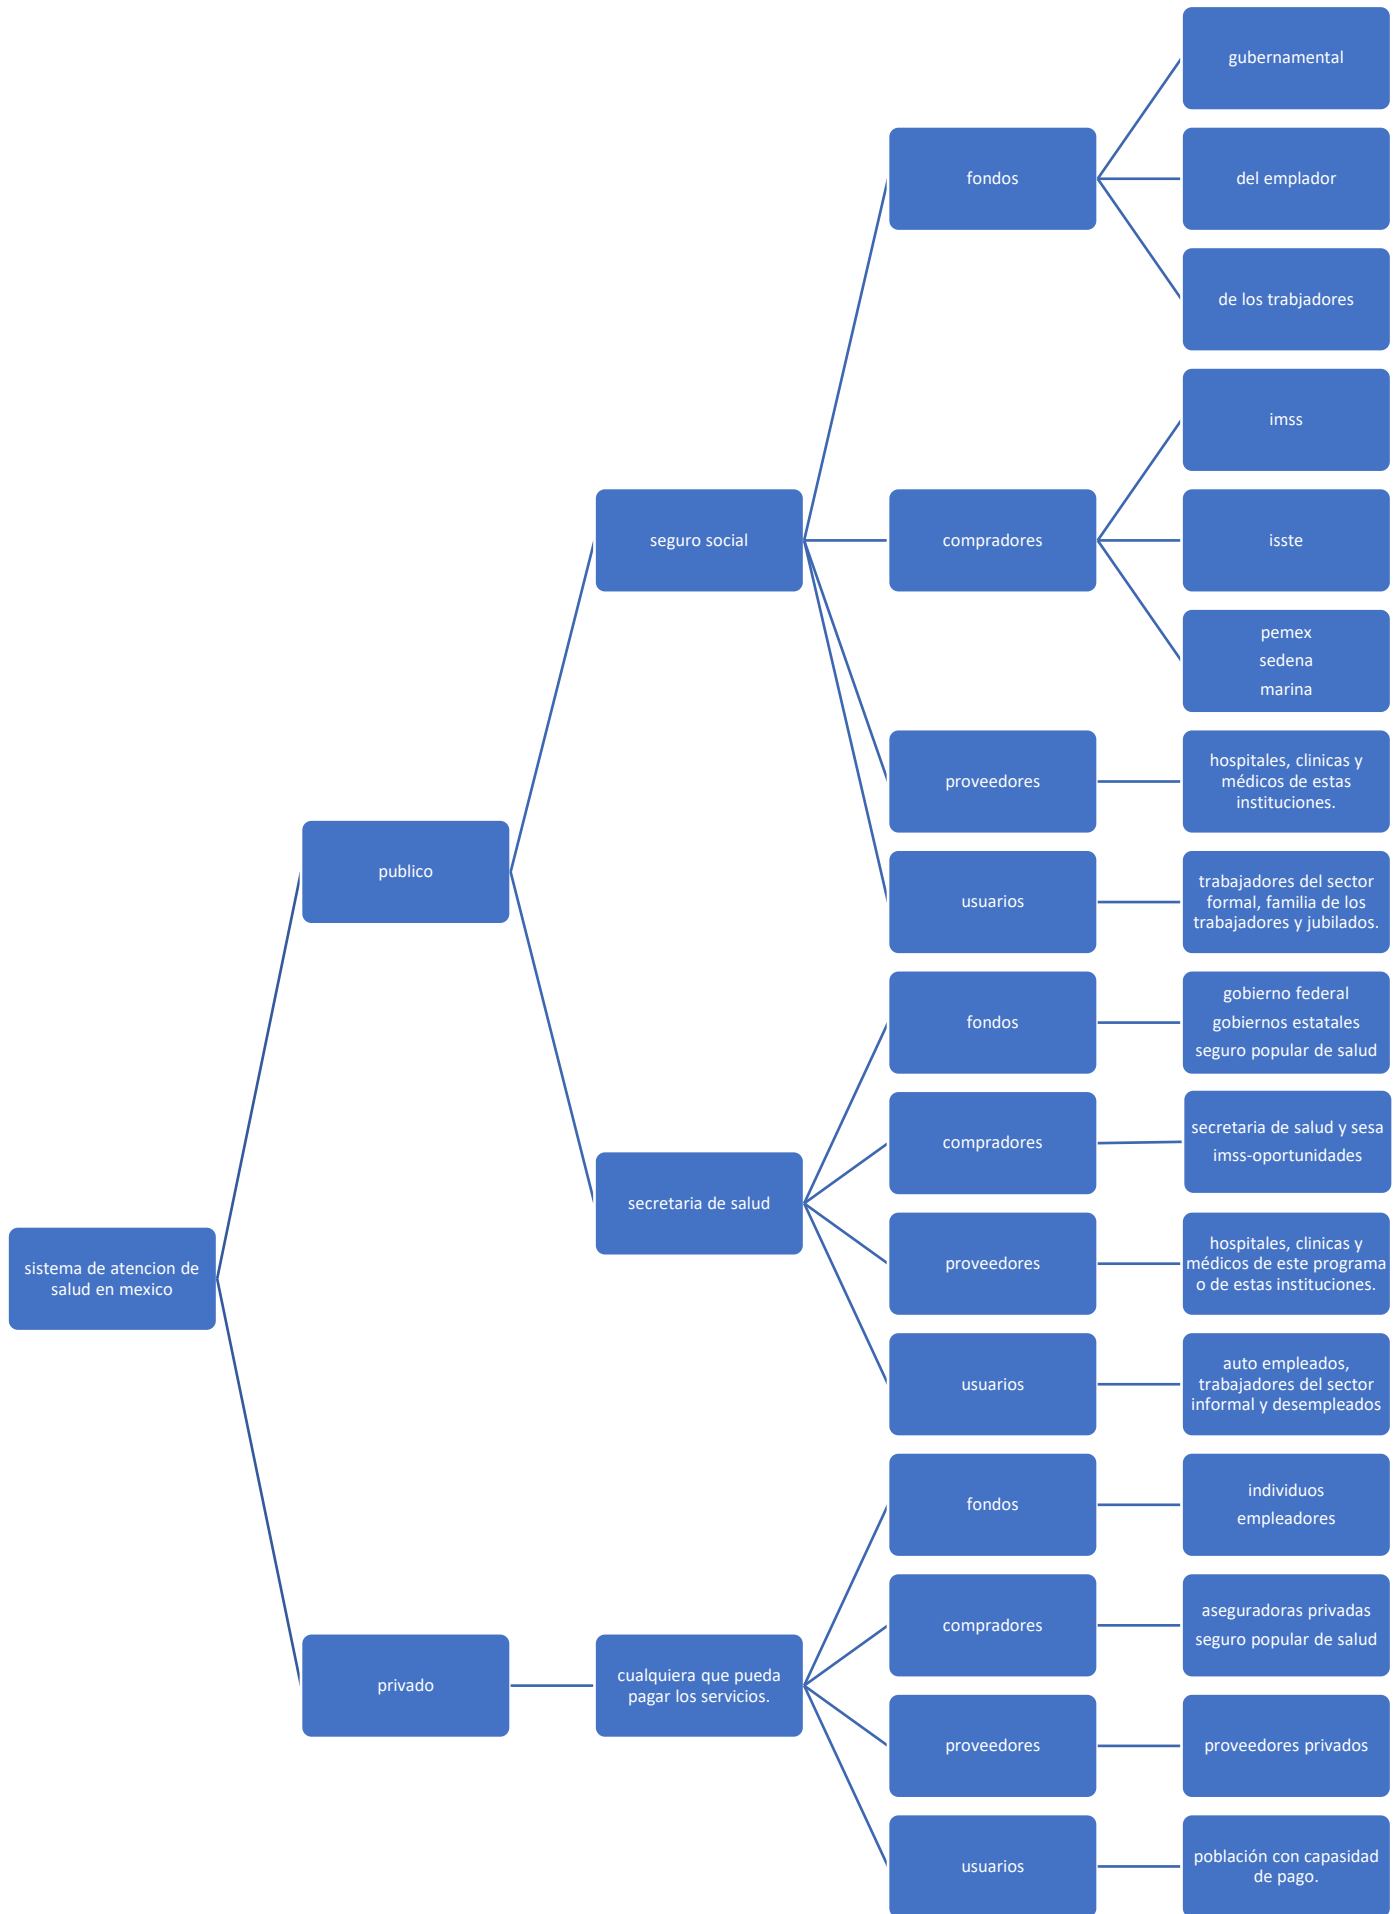 sistema de atencion de
salud en mexico
publico
seguro social
fondos
gubernamental
del emplador
de los trabjadores
compradores
imss
isste
pemex
sedena
marina
proveedores
hospitales, clinicas y
médicos de estas
instituciones.
usuarios
trabajadores del sector
formal, familia de los
trabajadores y jubilados.
secretaria de salud
fondos
gobierno federal
gobiernos estatales
seguro popular de salud
compradores
secretaria de salud y sesa
imss-oportunidades
proveedores
hospitales, clinicas y
médicos de este programa
o de estas instituciones.
usuarios
auto empleados,
trabajadores del sector
informal y desempleados
privado
cualquiera que pueda
pagar los servicios.
fondos
individuos
empleadores
compradores
aseguradoras privadas
seguro popular de salud
proveedores
proveedores privados
usuarios
población con capasidad
de pago.